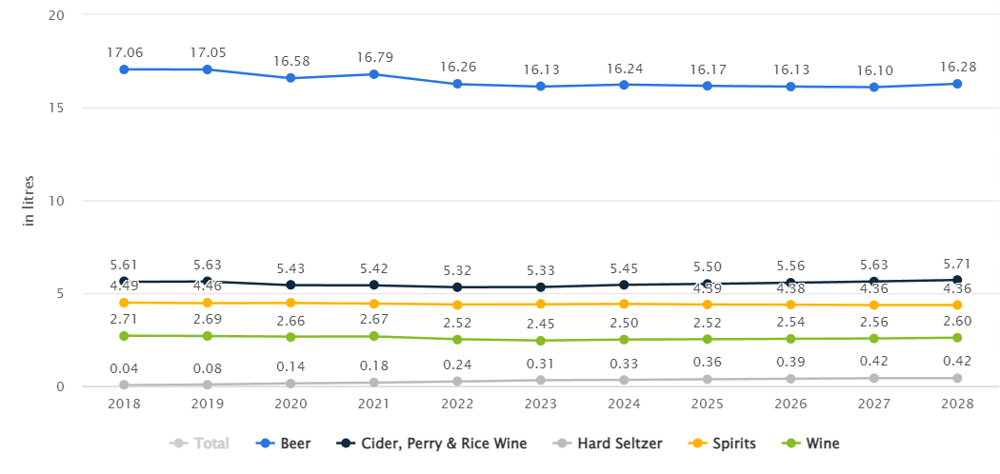 20
17.06 17.05 16.58 16.79 16.26 16.13 16.24 16.17 16.13 16.10 16.28
15
in litres
10
5.61 5.63 5.43 5.42 5.32 5.33 5.45 5.50 5.56 5.63 5.71
4.49 4.46 4.39 4.38 4.36 4.36
5
2.71 2.69 2.66 2.67 2.52 2.45 2.50 2.52 2.54 2.56 2.60
0.04 0.08 0.14 0.18 0.24 0.31 0.33 0.36 0.39 0.42 0.42
0
2018 2019 2020 2021 2022 2023 2024 2025 2026 2027 2028
Total Beer Cider, Perry & Rice Wine Hard Seltzer Spirits Wine